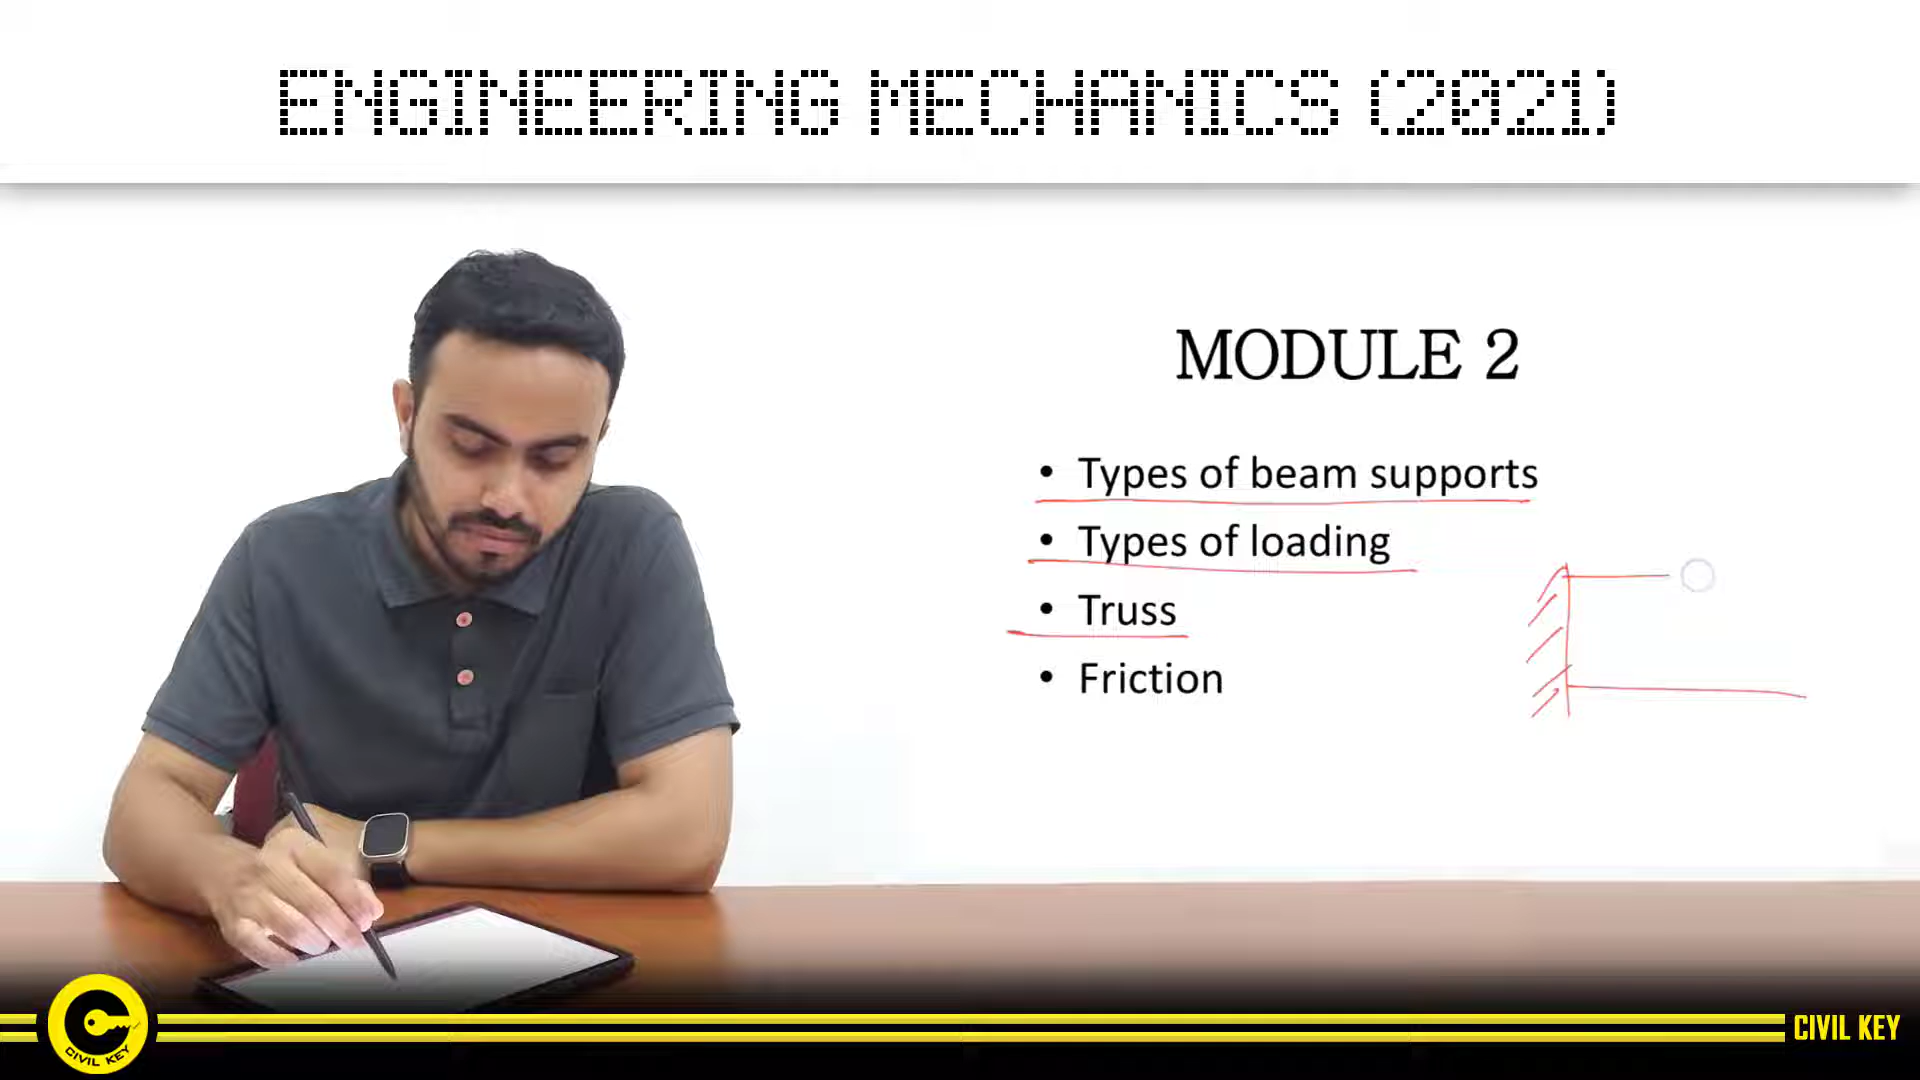 ENGINEERING MECHANICS (2021)
MODULE 2
• Types of beam supports
• Types of loading
• Truss
• Friction
CIVIL KEY
CIVIL KEY